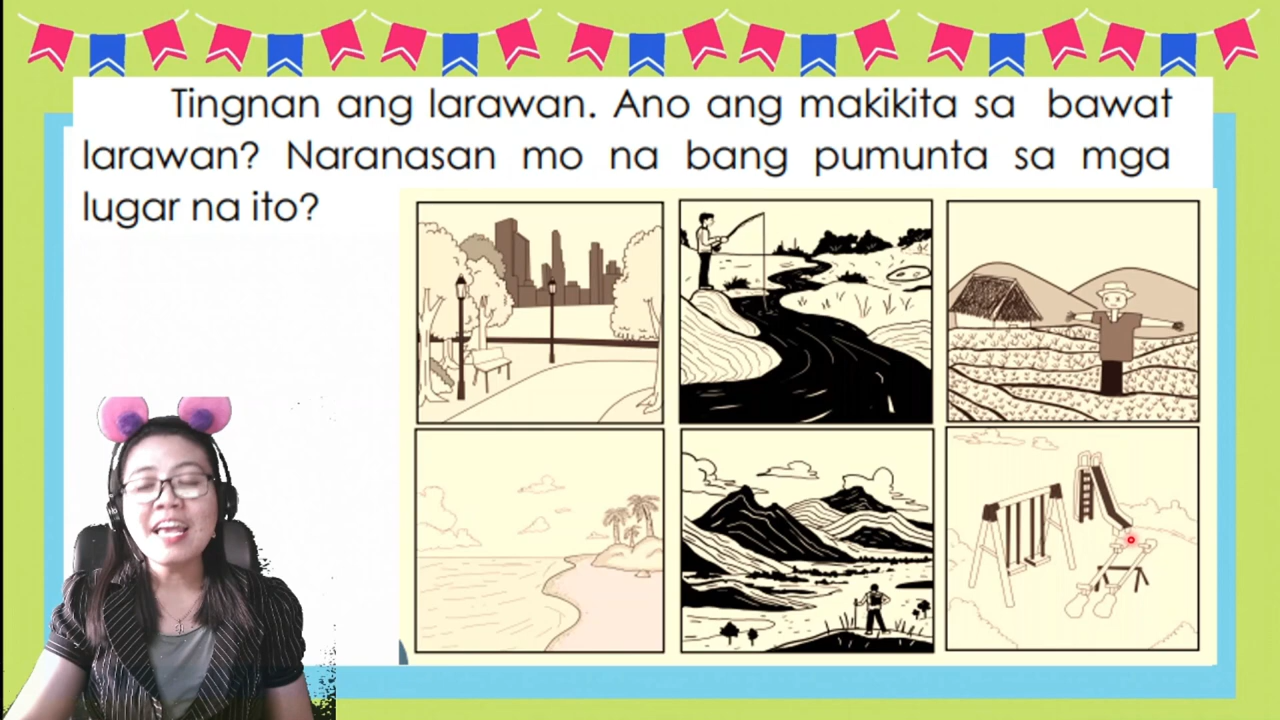 Tingnan ang larawan. Ano ang makikita sa bawat
larawan? Naranasan mo na bang pumunta sa mga
lugar na ito?